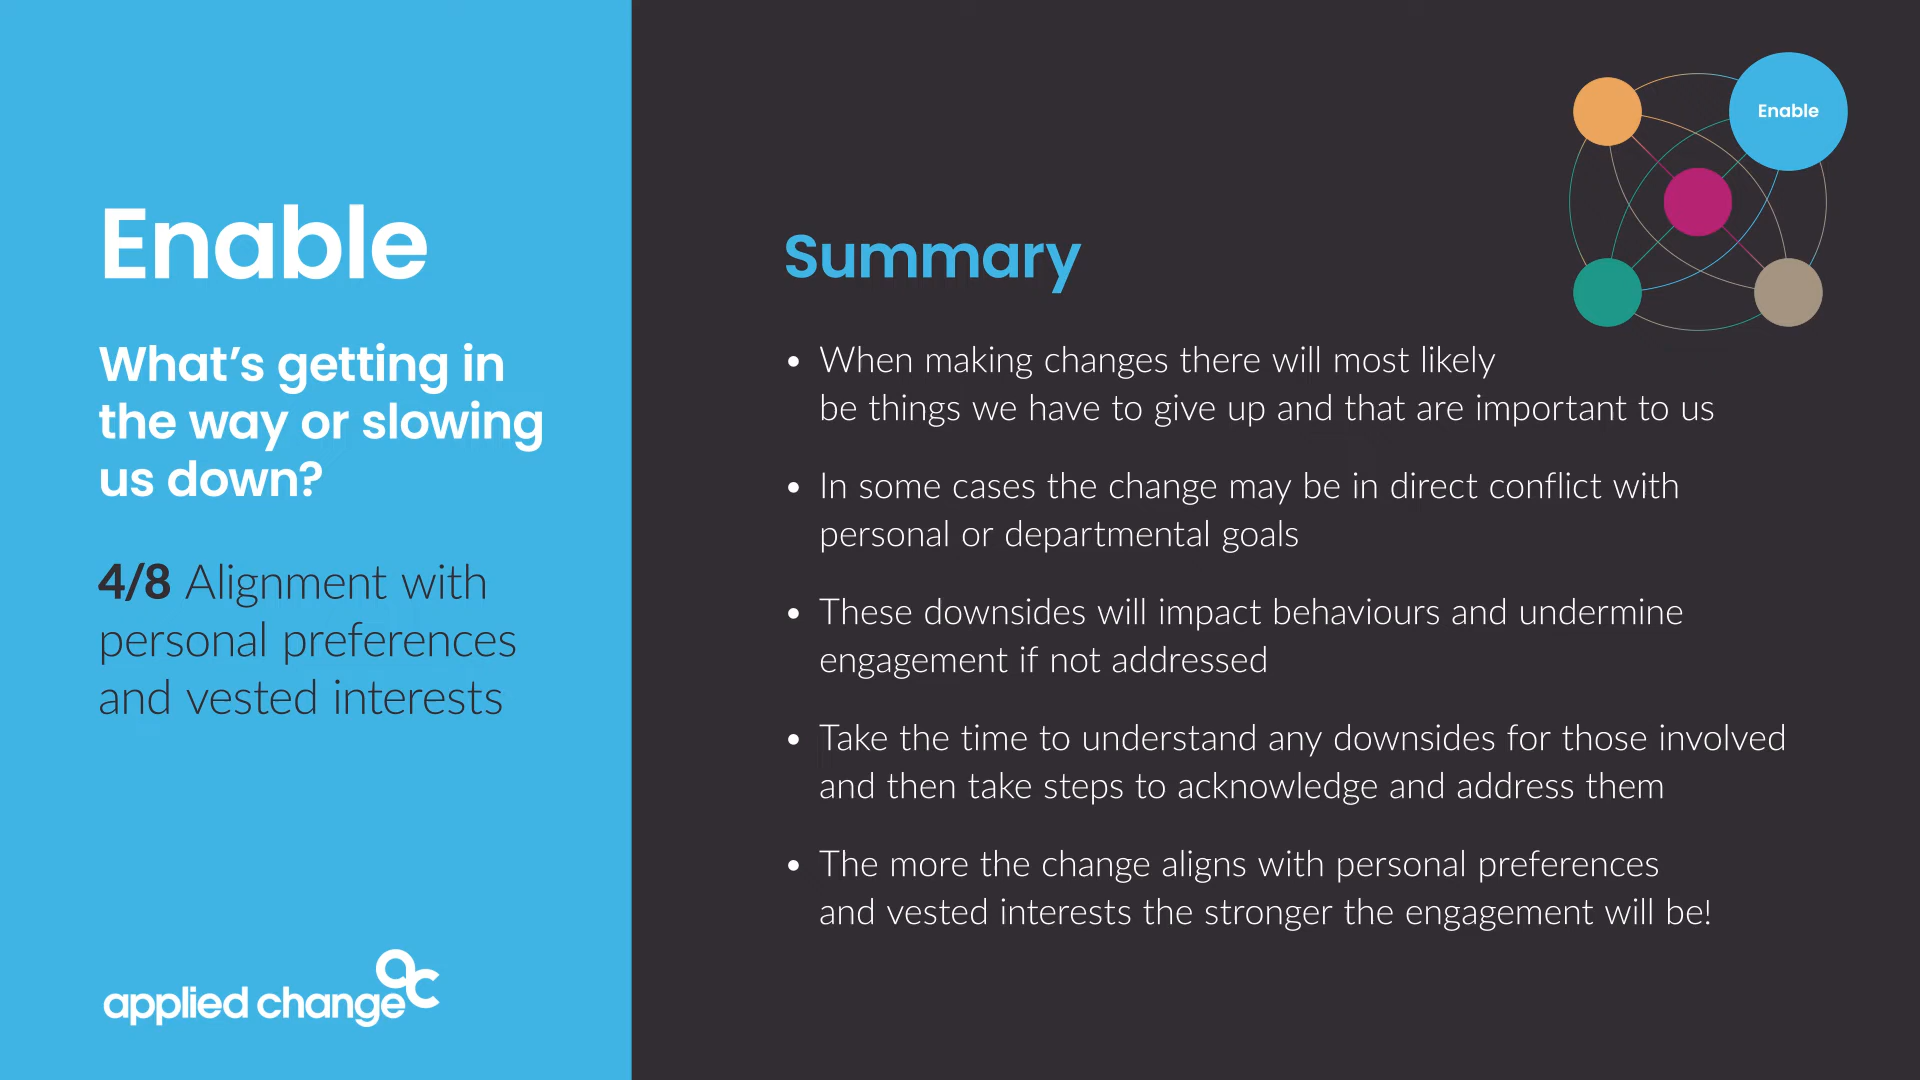 Enable
What's getting in
the way or slowing
us down?
4/8 Alignment with
personal preferences
and vested interests
applied change
ac
Enable
Summary
• When making changes there will most likely
be things we have to give up and that are important to us
• In some cases the change may be in direct conflict with
personal or departmental goals
• These downsides will impact behaviours and undermine
engagement if not addressed
• Take the time to understand any downsides for those involved
and then take steps to acknowledge and address them
• The more the change aligns with personal preferences
and vested interests the stronger the engagement will be!